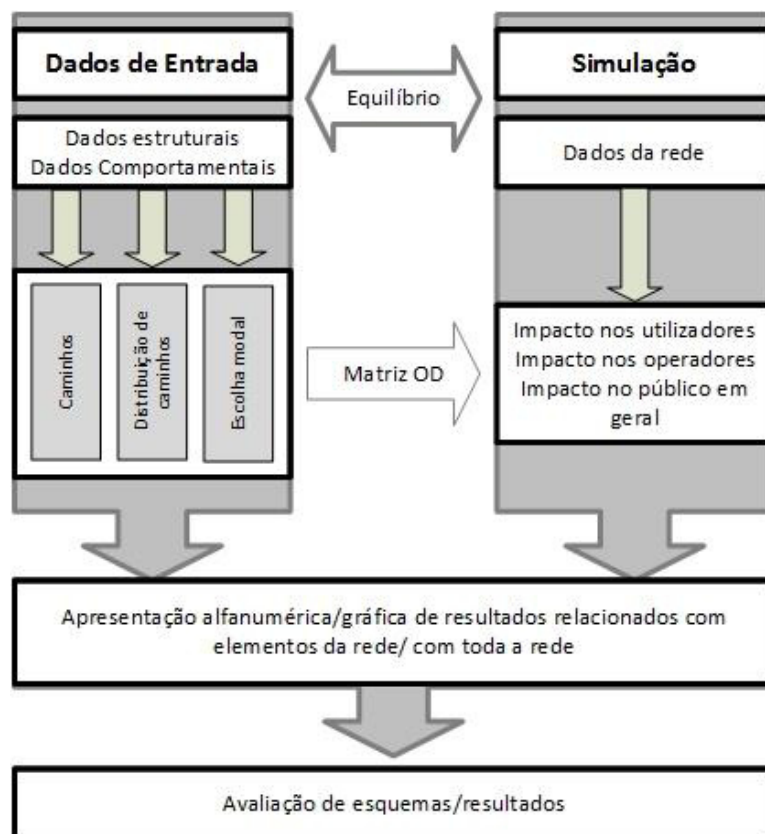 Dados de Entrada
Equilíbrio
Simulação
Dados estruturais
Dados Comportamentais
Dados da rede
Caminhos
Distribuição de
caminhos
Escolha modal
Matriz OD
Impacto nos utilizadores
Impacto nos operadores
Impacto no público em
geral
Apresentação alfanumérica/gráfica de resultados relacionados com
elementos da rede/ com toda a rede
Avaliação de esquemas/resultados